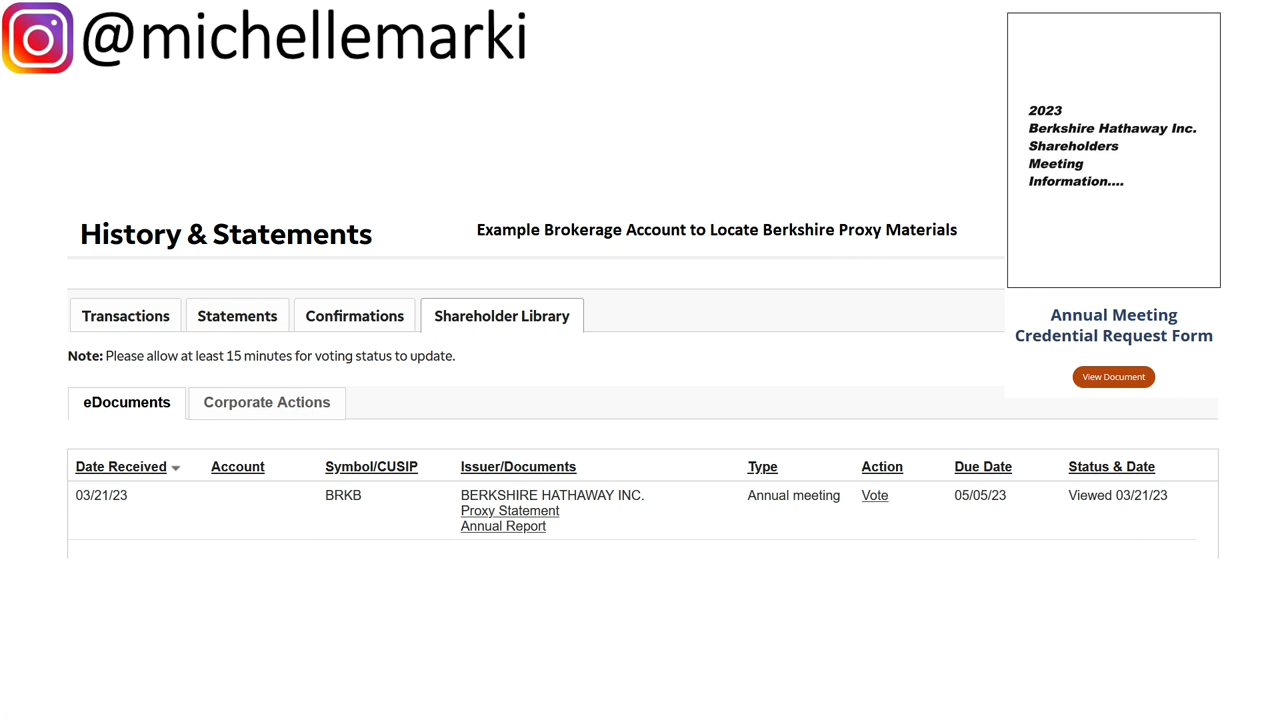 @michellemarki
2023
Berkshire Hathaway Inc.
Shareholders
Meeting
Information....
History & Statements
Example Brokerage Account to Locate Berkshire Proxy Materials
Transactions
Statements
Confirmations
Shareholder Library
Annual Meeting
Credential Request Form
View Document
Note: Please allow at least 15 minutes for voting status to update.
eDocuments
Corporate Actions
Date Received Account Symbol/CUSIP Issuer/Documents Type Action Due Date Status & Date
03/21/23 BRKB BERKSHIRE HATHAWAY INC. Annual meeting Vote 05/05/23 Viewed 03/21/23
Proxy Statement
Annual Report